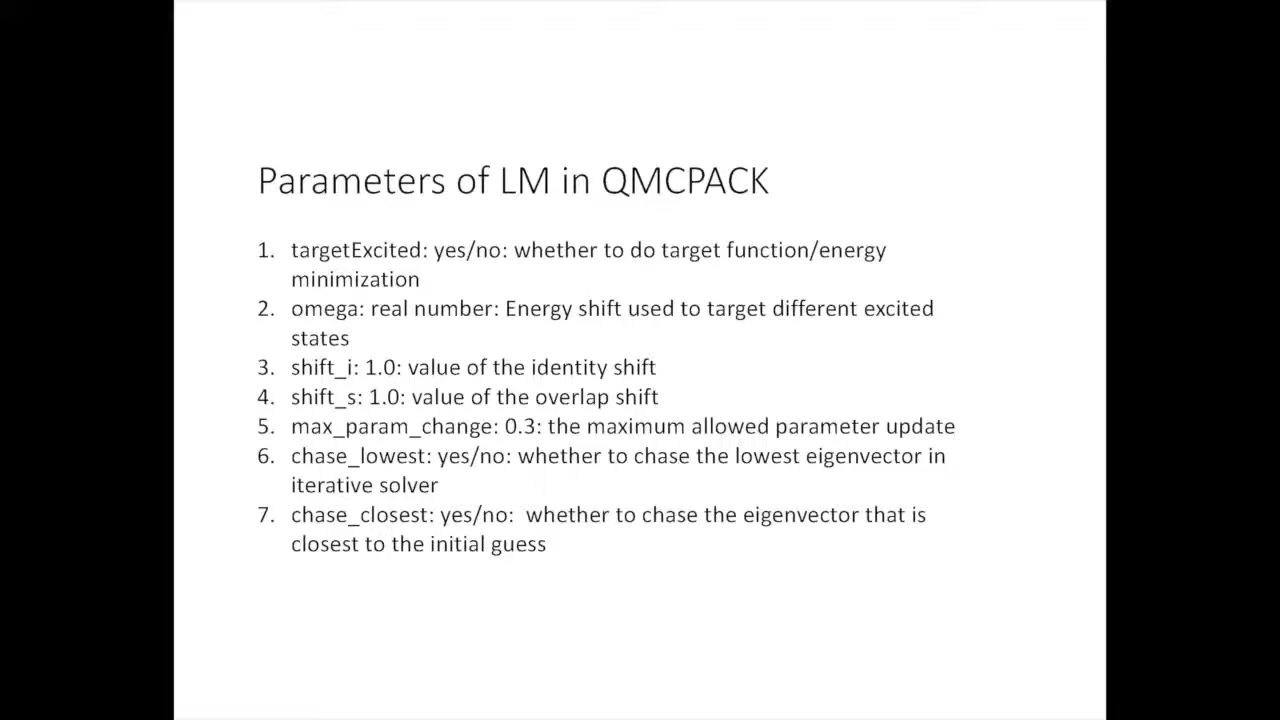 Parameters of LM in QMCPACK
1. targetExcited: yes/no: whether to do target function/energy
minimization
2. omega: real number: Energy shift used to target different excited
states
3. shift_i: 1.0: value of the identity shift
4. shift_s: 1.0: value of the overlap shift
5. max_param_change: 0.3: the maximum allowed parameter update
6. chase_lowest: yes/no: whether to chase the lowest eigenvector in
iterative solver
7. chase_closest: yes/no:  whether to chase the eigenvector that is
closest to the initial guess